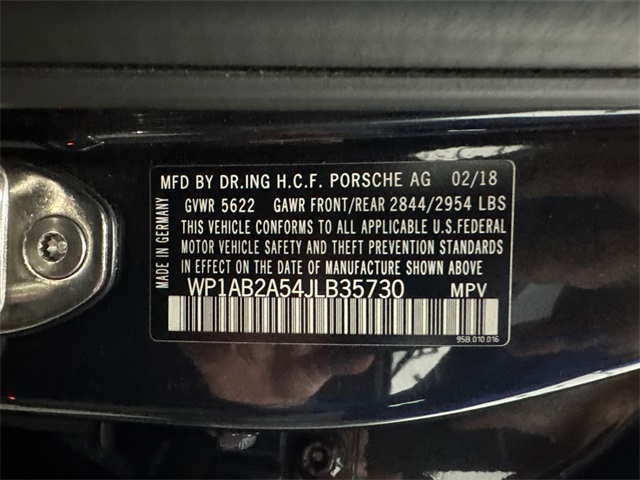 MFD BY DR.ING H.C.F. PORSCHE AG 02/18
GVWR 5622 GAWR FRONT/REAR 2844/2954 LBS
THIS VEHICLE CONFORMS TO ALL APPLICABLE U.S.FEDERAL
MOTOR VEHICLE SAFETY AND THEFT PREVENTION STANDARDS
IN EFFECT ON THE DATE OF MANUFACTURE SHOWN ABOVE
WP1AB2A54JLB35730 MPV
95B.010.016
MADE IN GERMANY